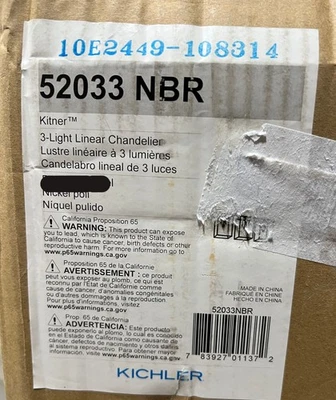 10E2449-108314
52033 NBR
Kitner™
3-Light Linear Chandelier
Lustre linéaire à 3 lumières
Candelabro lineal de 3 luces
Nickel poli
Níquel pulido
California Proposition 65
WARNING: This product can expose
you to lead, which is known to the State of
California to cause cancer, birth defects or other
reproductive harm. For more information go to
www.p65warnings.ca.gov.
Proposition 65 de la Californie
AVERTISSEMENT : ce produit
peut vous exposer au plomb, ce qui est
reconnu par l'État de Californie comme
cause de cancer, d'anomalies congénitales
et/ou d'autres dommages à la reproduction.
Pour plus d'informations, visitez
www.p65warnings.ca.gov
Prop. 65 de California
ADVERTENCIA: Este producto
puede exponerlo al plomo, lo cual es conocido
por el Estado de California como causante de
cáncer, defectos de nacimiento y otros daños
reproductivos. Para obtener mayor información,
visite www.p65warnings.ca.gov
MADE IN CHINA
FABRIQUÉ EN CHINE
HECHO EN CHINA
52033NBR
7 83927 01137 2
KICHLER